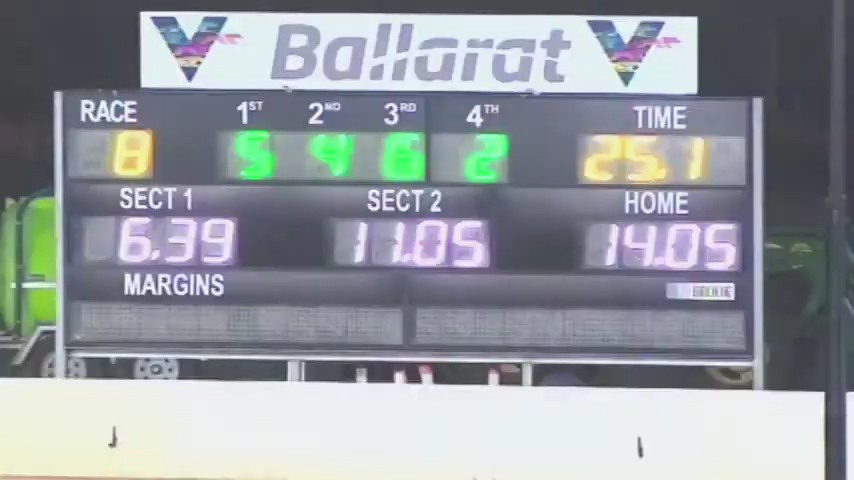 Ballarat
RACE 1ST 2ND 3RD 4TH TIME
8 5 4 6 2 25.1
SECT 1 SECT 2 HOME
6.39 11.05 14.05
MARGINS